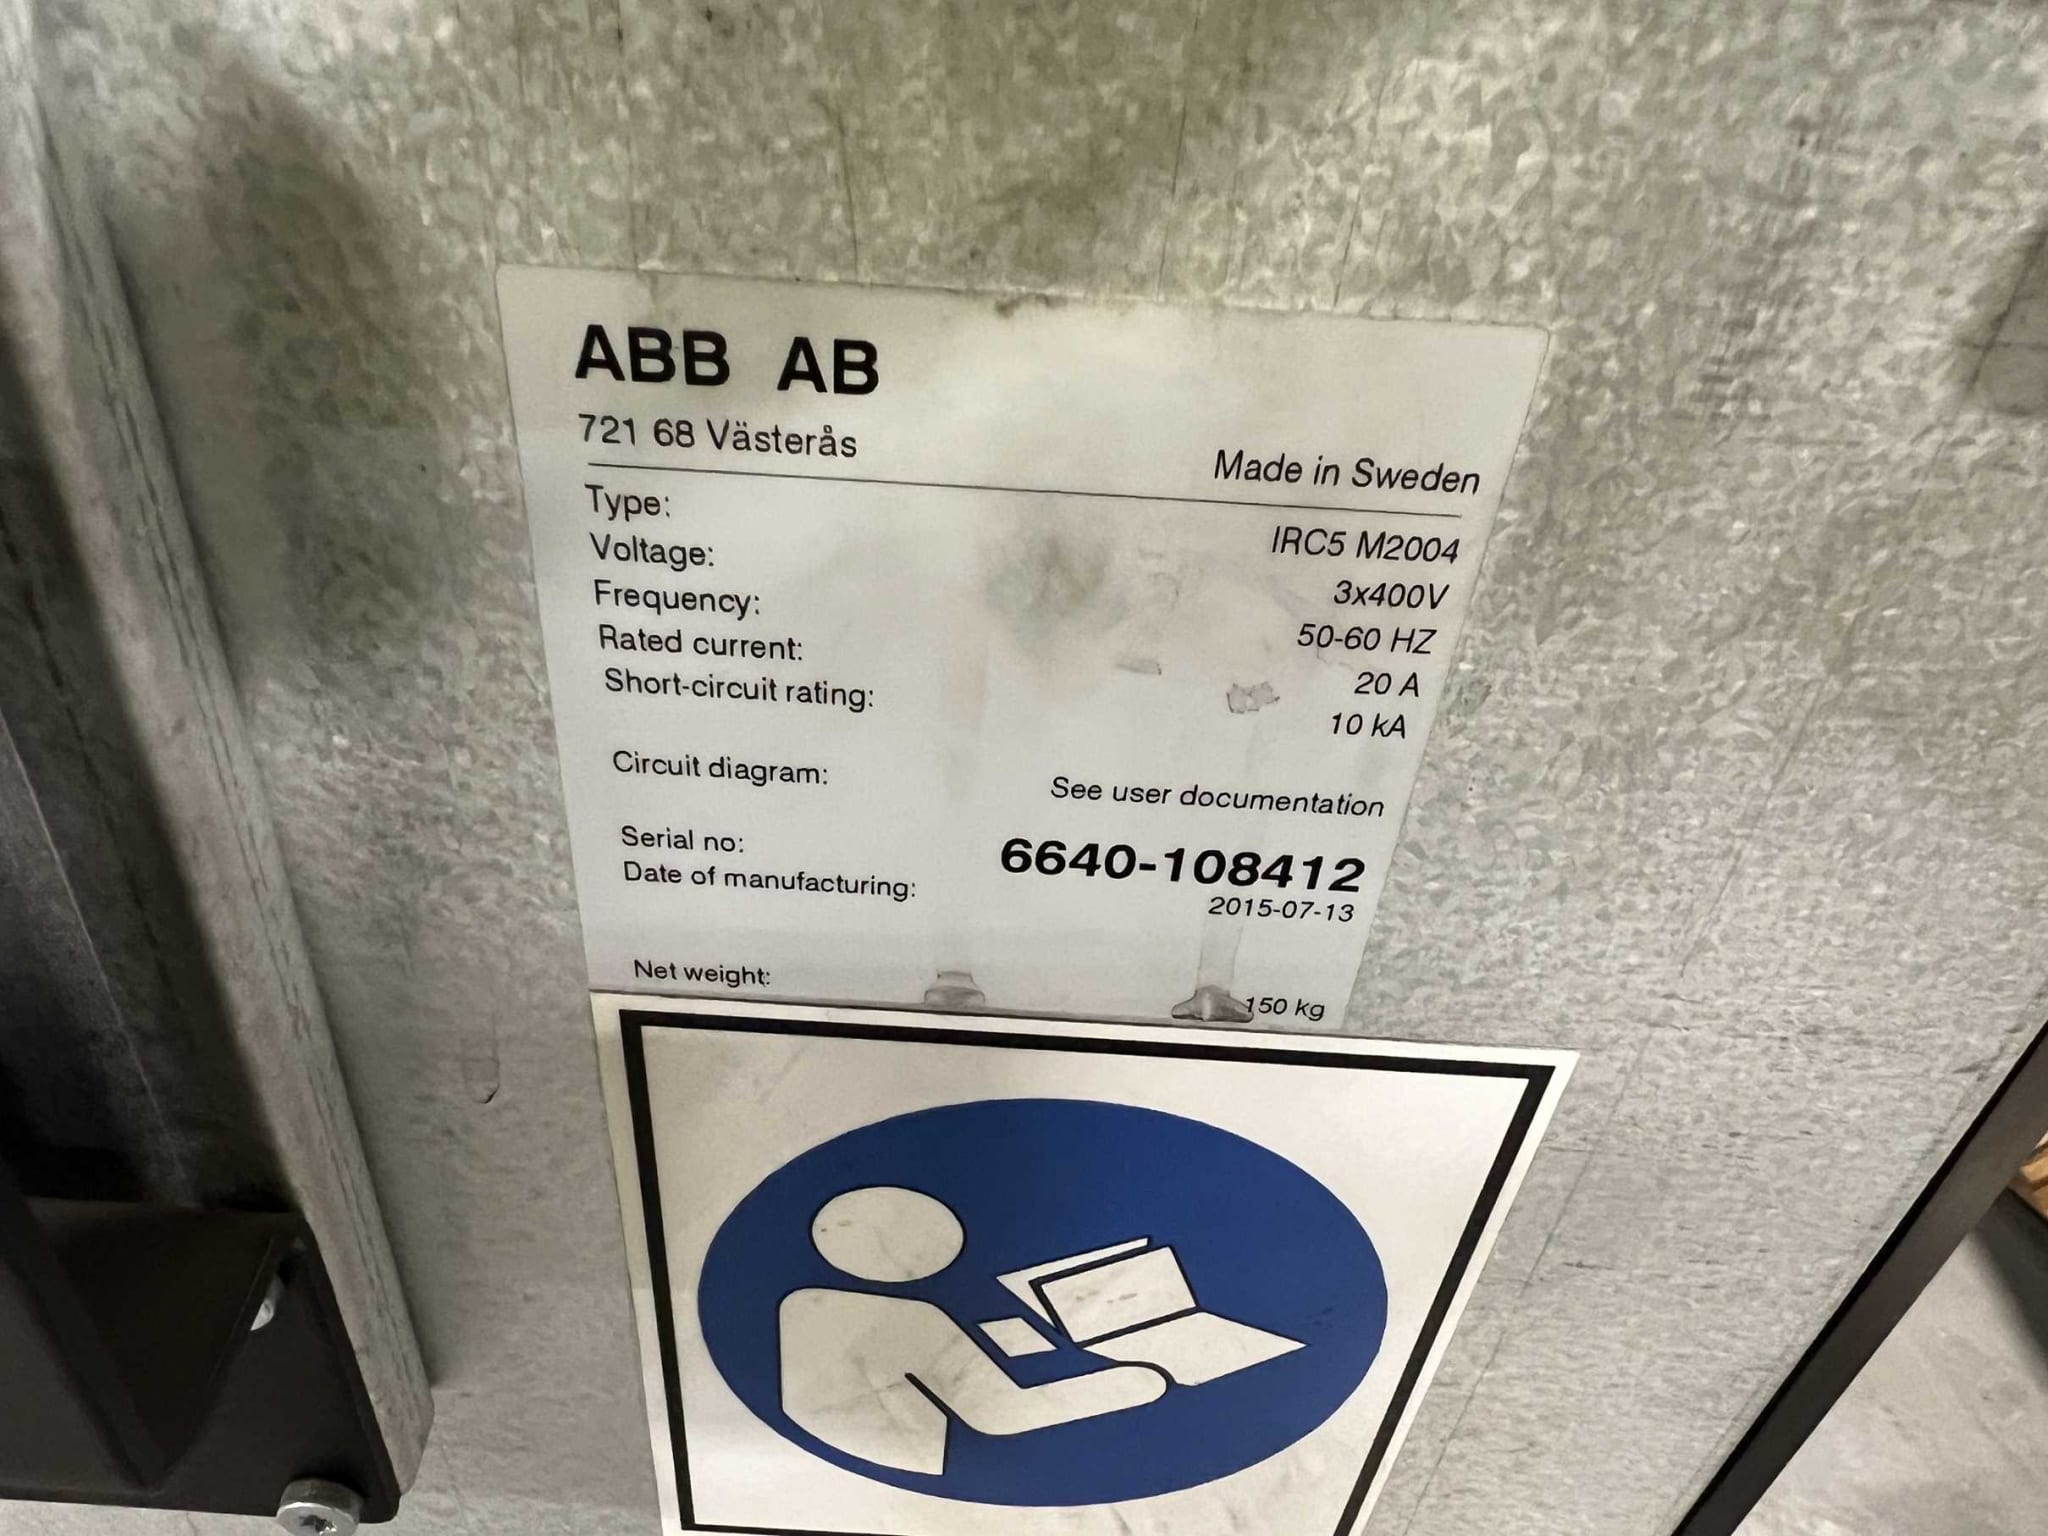 ABB AB
721 68 Västerås
Made in Sweden
Type: IRC5 M2004
Voltage: 3x400V
Frequency: 50-60 HZ
Rated current: 20 A
Short-circuit rating: 10 kA
Circuit diagram: See user documentation
Serial no: 6640-108412
Date of manufacturing: 2015-07-13
Net weight: 150 kg